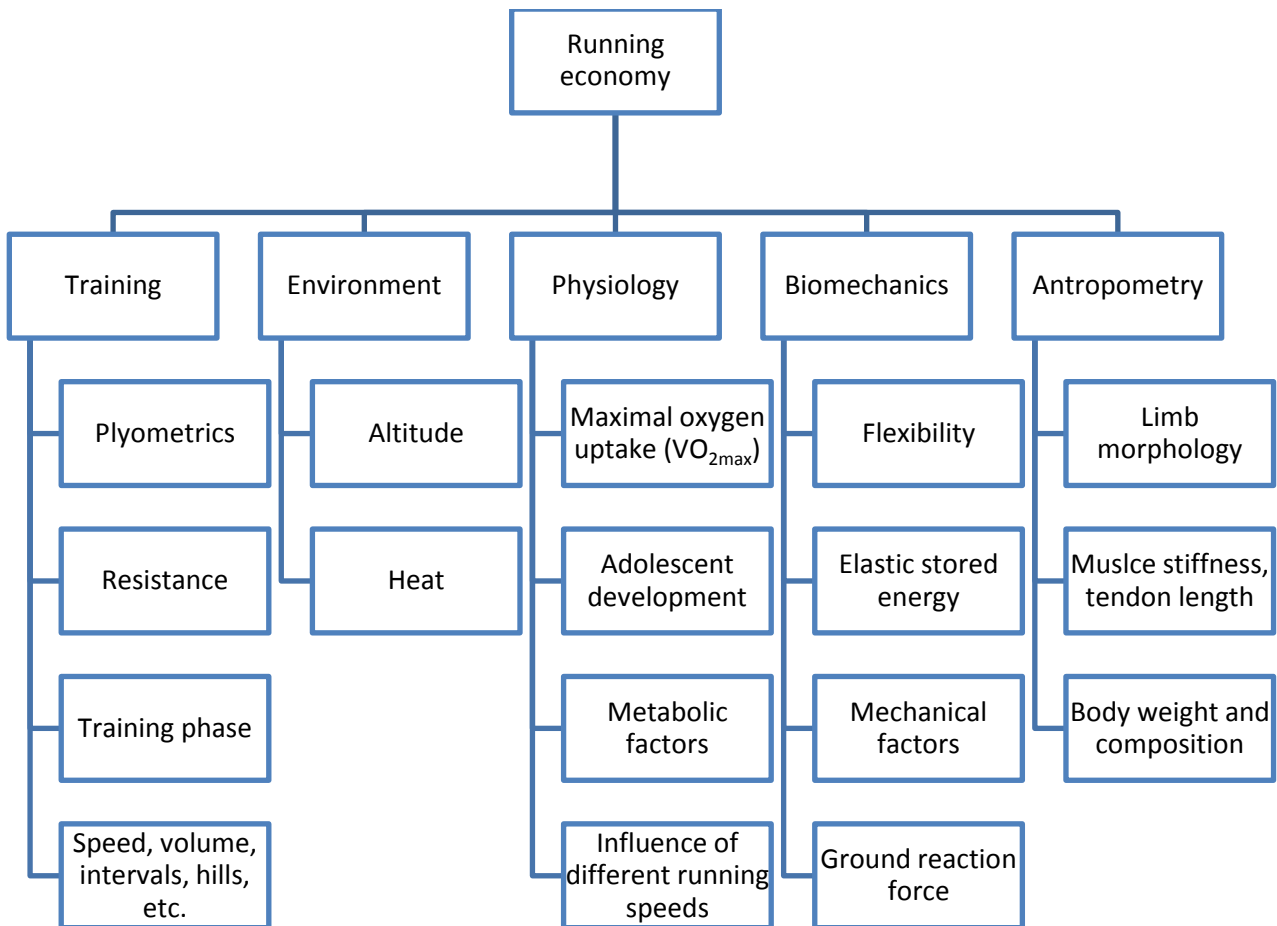 Running
economy
Training
Environment
Physiology
Biomechanics
Antropometry
Plyometrics
Altitude
Maximal oxygen
uptake (VO2max)
Flexibility
Limb
morphology
Resistance
Heat
Adolescent
development
Elastic stored
energy
Muslce stiffness,
tendon length
Training phase
Metabolic
factors
Mechanical
factors
Body weight and
composition
Speed, volume,
intervals, hills,
etc.
Influence of
different running
speeds
Ground reaction
force